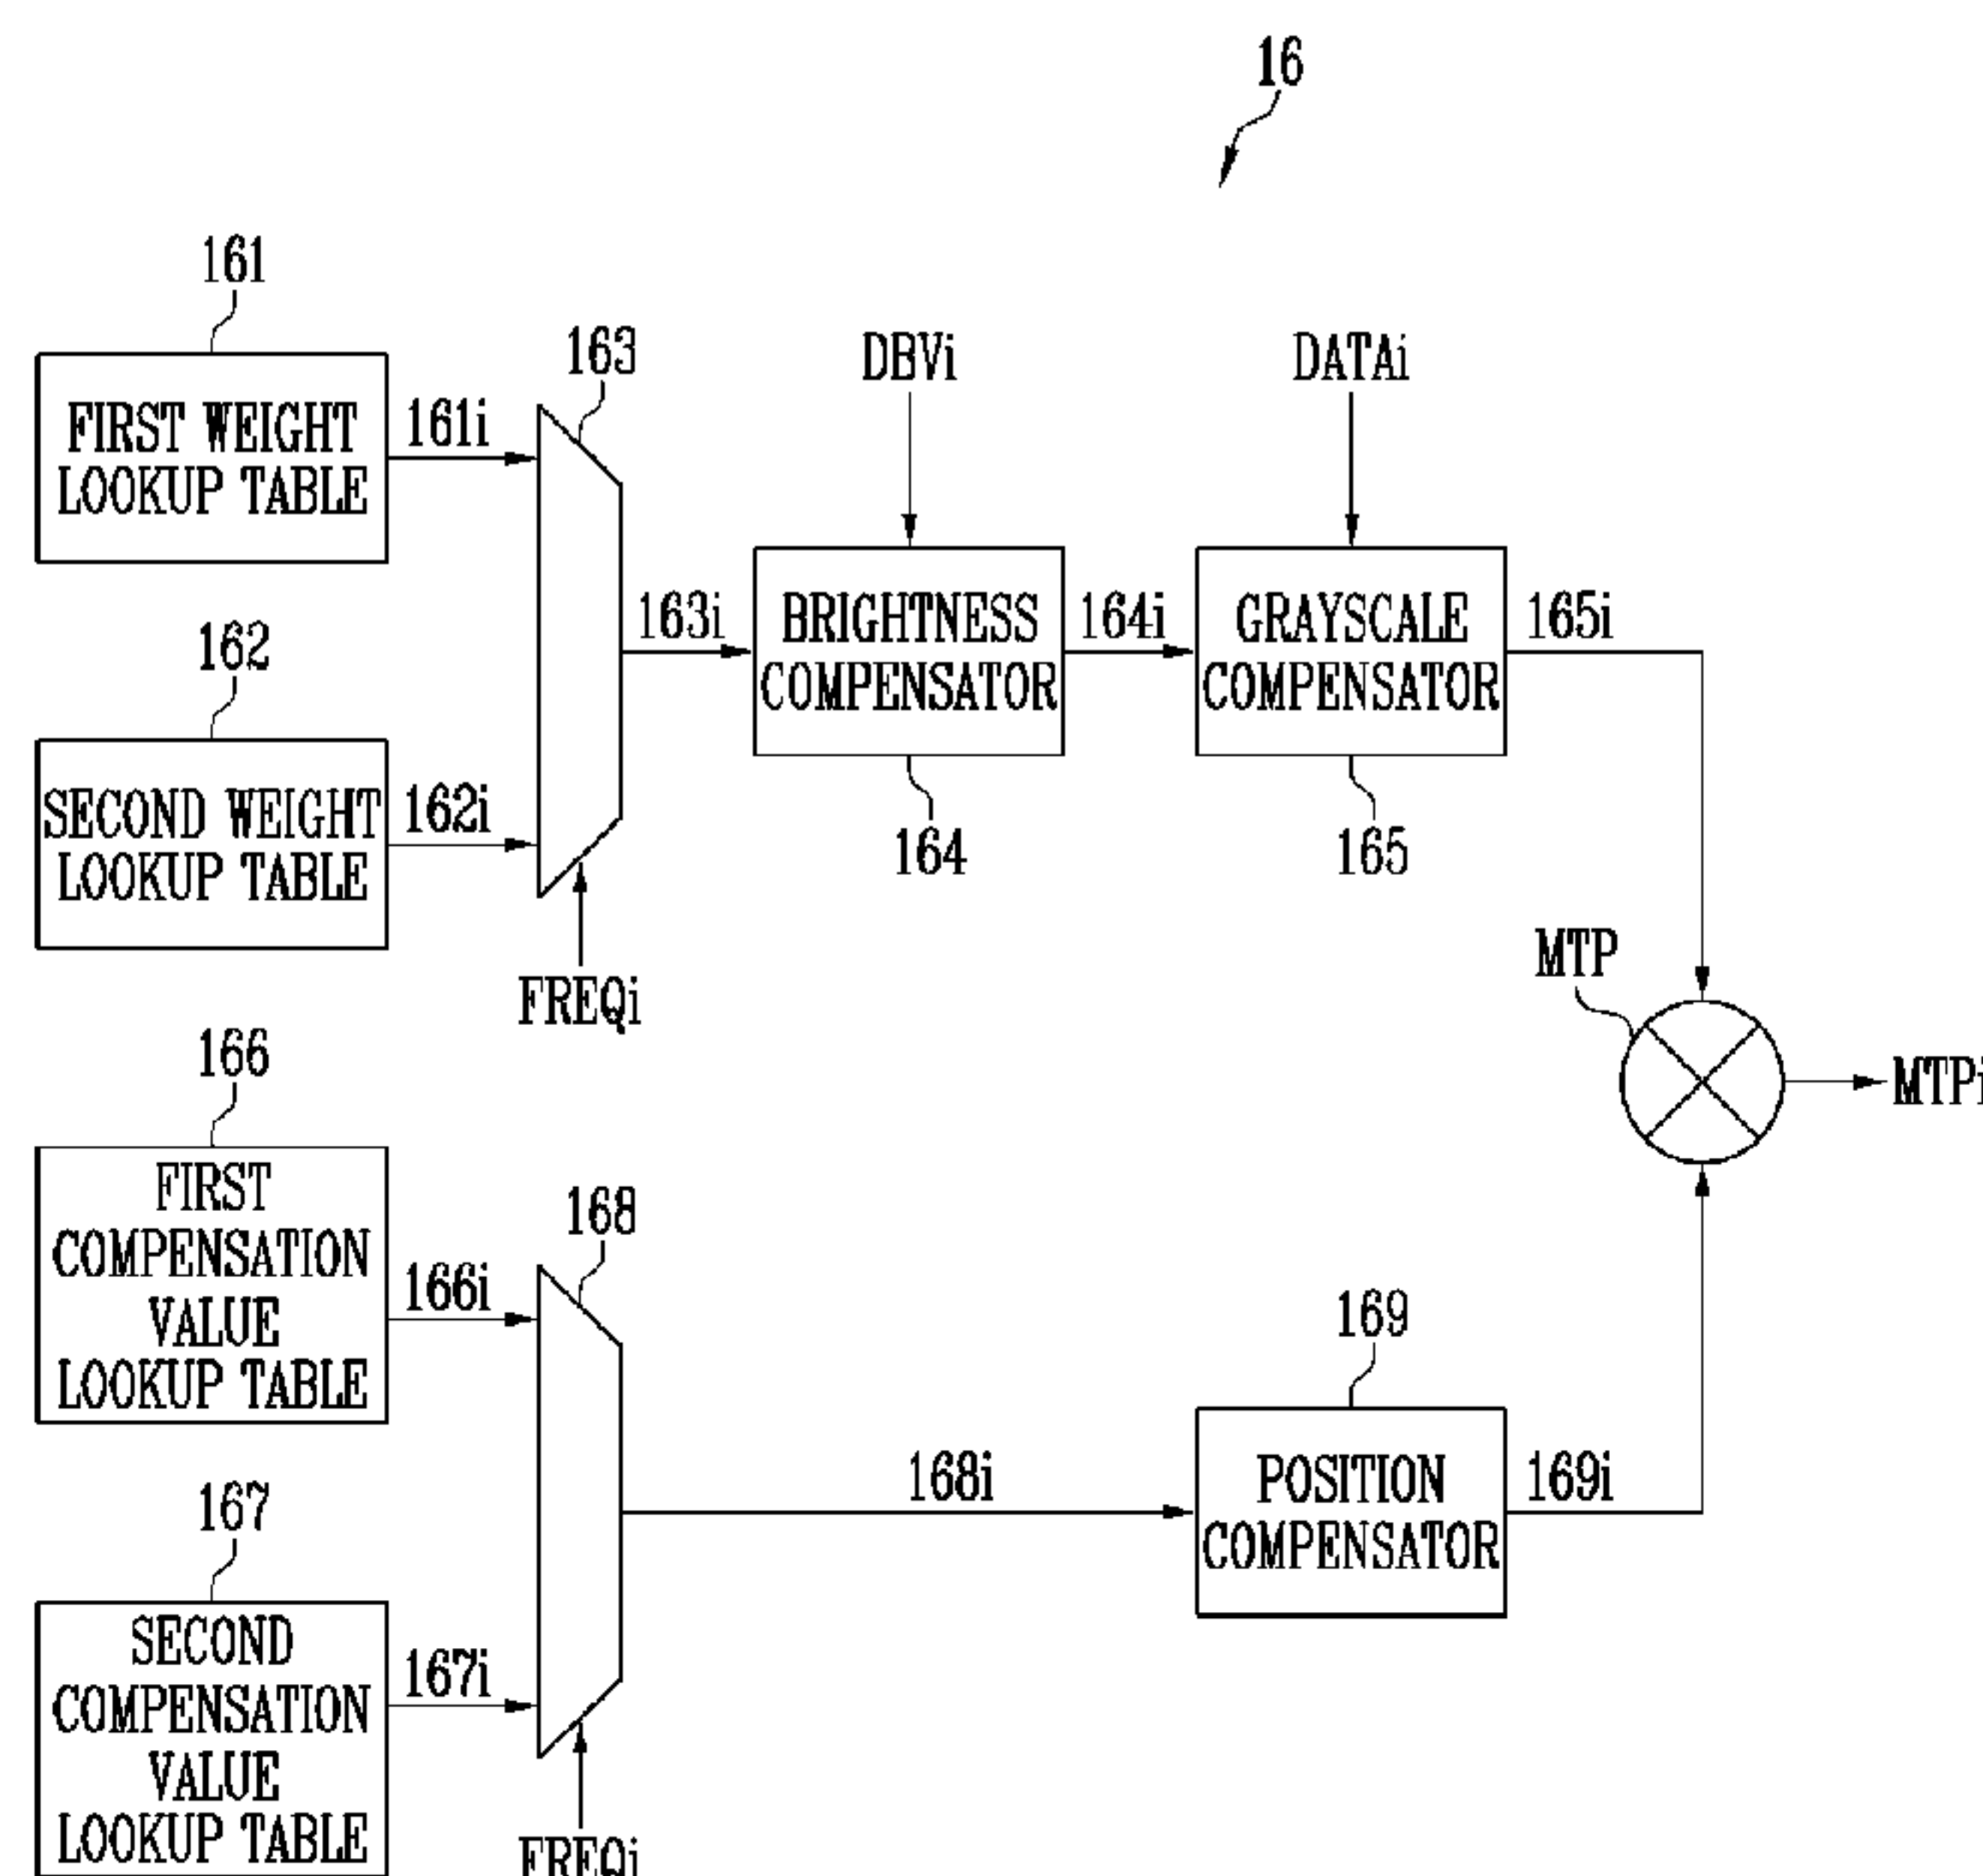 16
161
FIRST WEIGHT
LOOKUP TABLE
161i
163
DBVi
DATAi
162
SECOND WEIGHT
LOOKUP TABLE
162i
FREQi
163i
BRIGHTNESS
COMPENSATOR
164
164i
GRAYSCALE
COMPENSATOR
165
165i
MTP
MTPi
166
FIRST
COMPENSATION
VALUE
LOOKUP TABLE
166i
168
167
SECOND
COMPENSATION
VALUE
LOOKUP TABLE
167i
FREQi
168i
169
POSITION
COMPENSATOR
169i